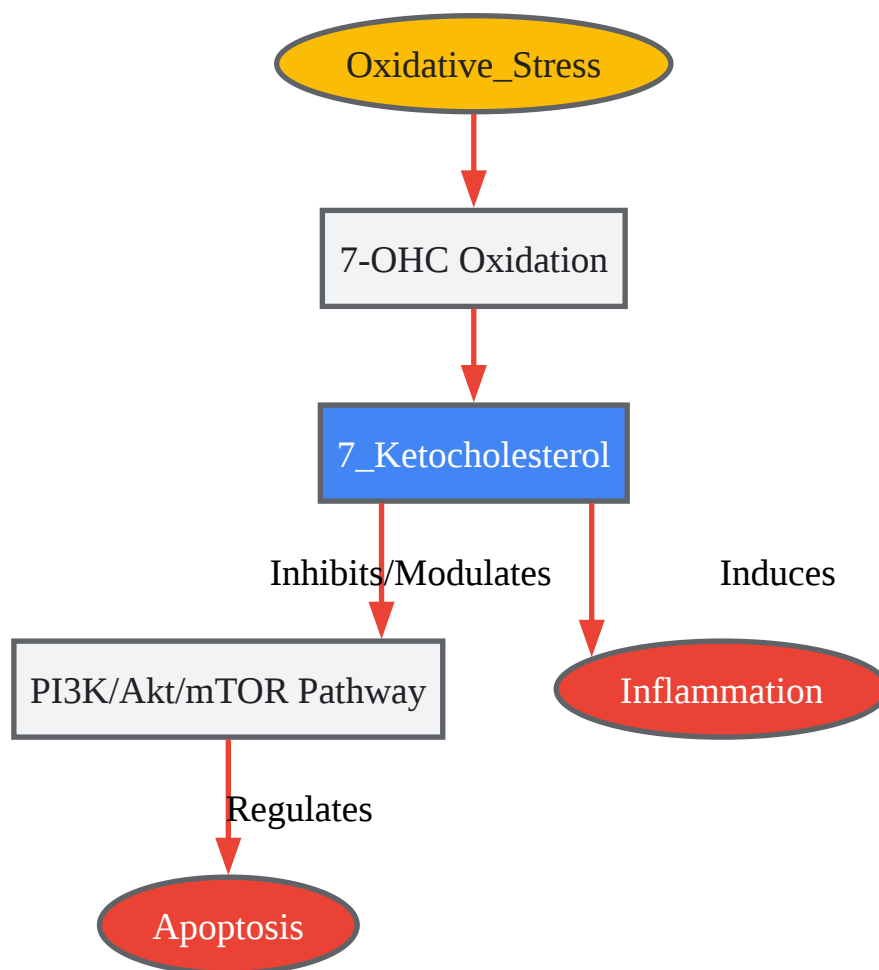 Oxidative_Stress
7-OHC Oxidation
7_Ketocholesterol
Inhibits/Modulates
Induces
PI3K/Akt/mTOR Pathway
Inflammation
Regulates
Apoptosis